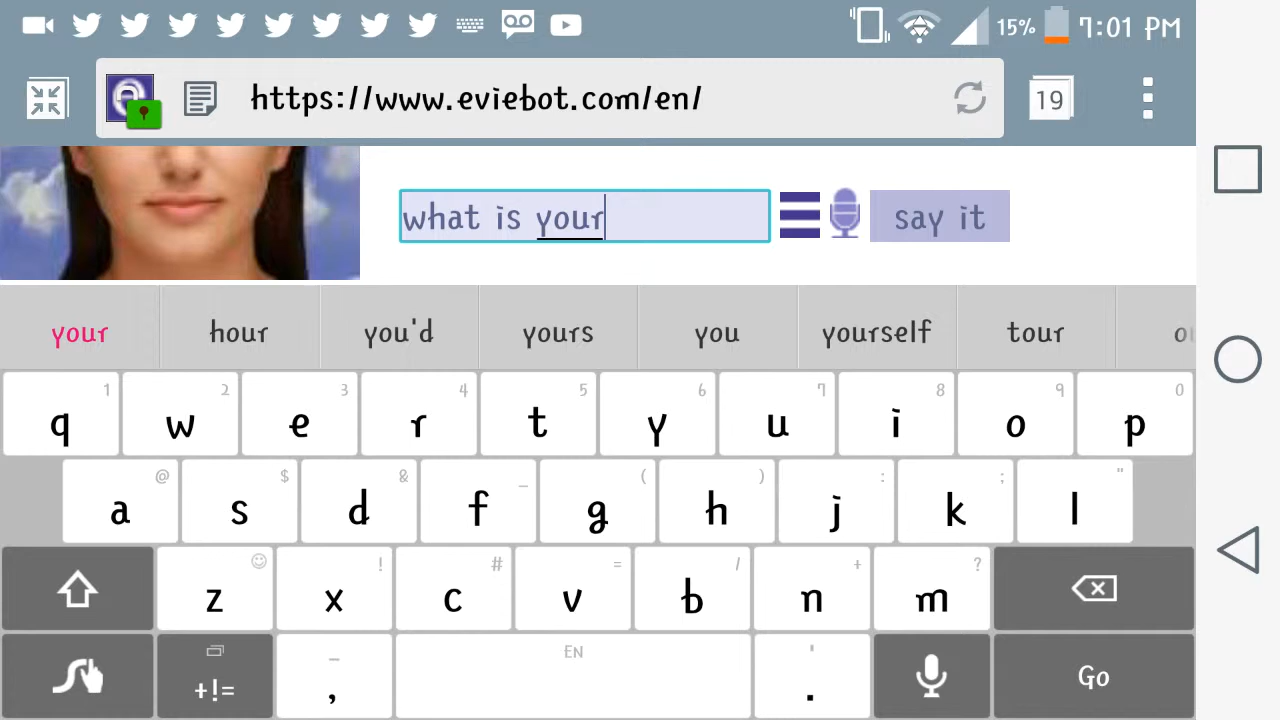 15% 7:01 PM
https://www.eviebot.com/en/ 19
what is your say it
your hour you'd yours you yourself tour
1 2 3 4 5 6 7 8 9 0
q w e r t y u i o p
@ $ & _ ( ) : ; "
a s d f g h j k l
! # = / + ?
z x c v b n m
_ EN '
+!= , . Go